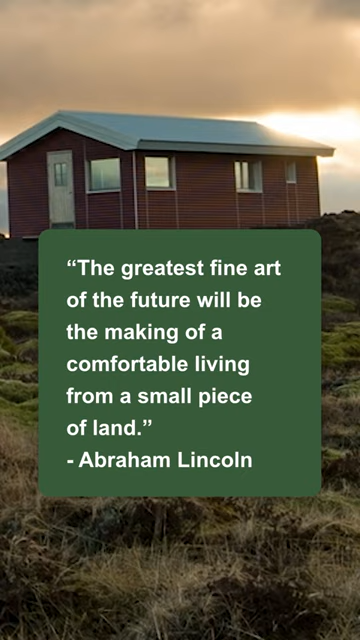 “The greatest fine art
of the future will be
the making of a
comfortable living
from a small piece
of land.”
- Abraham Lincoln